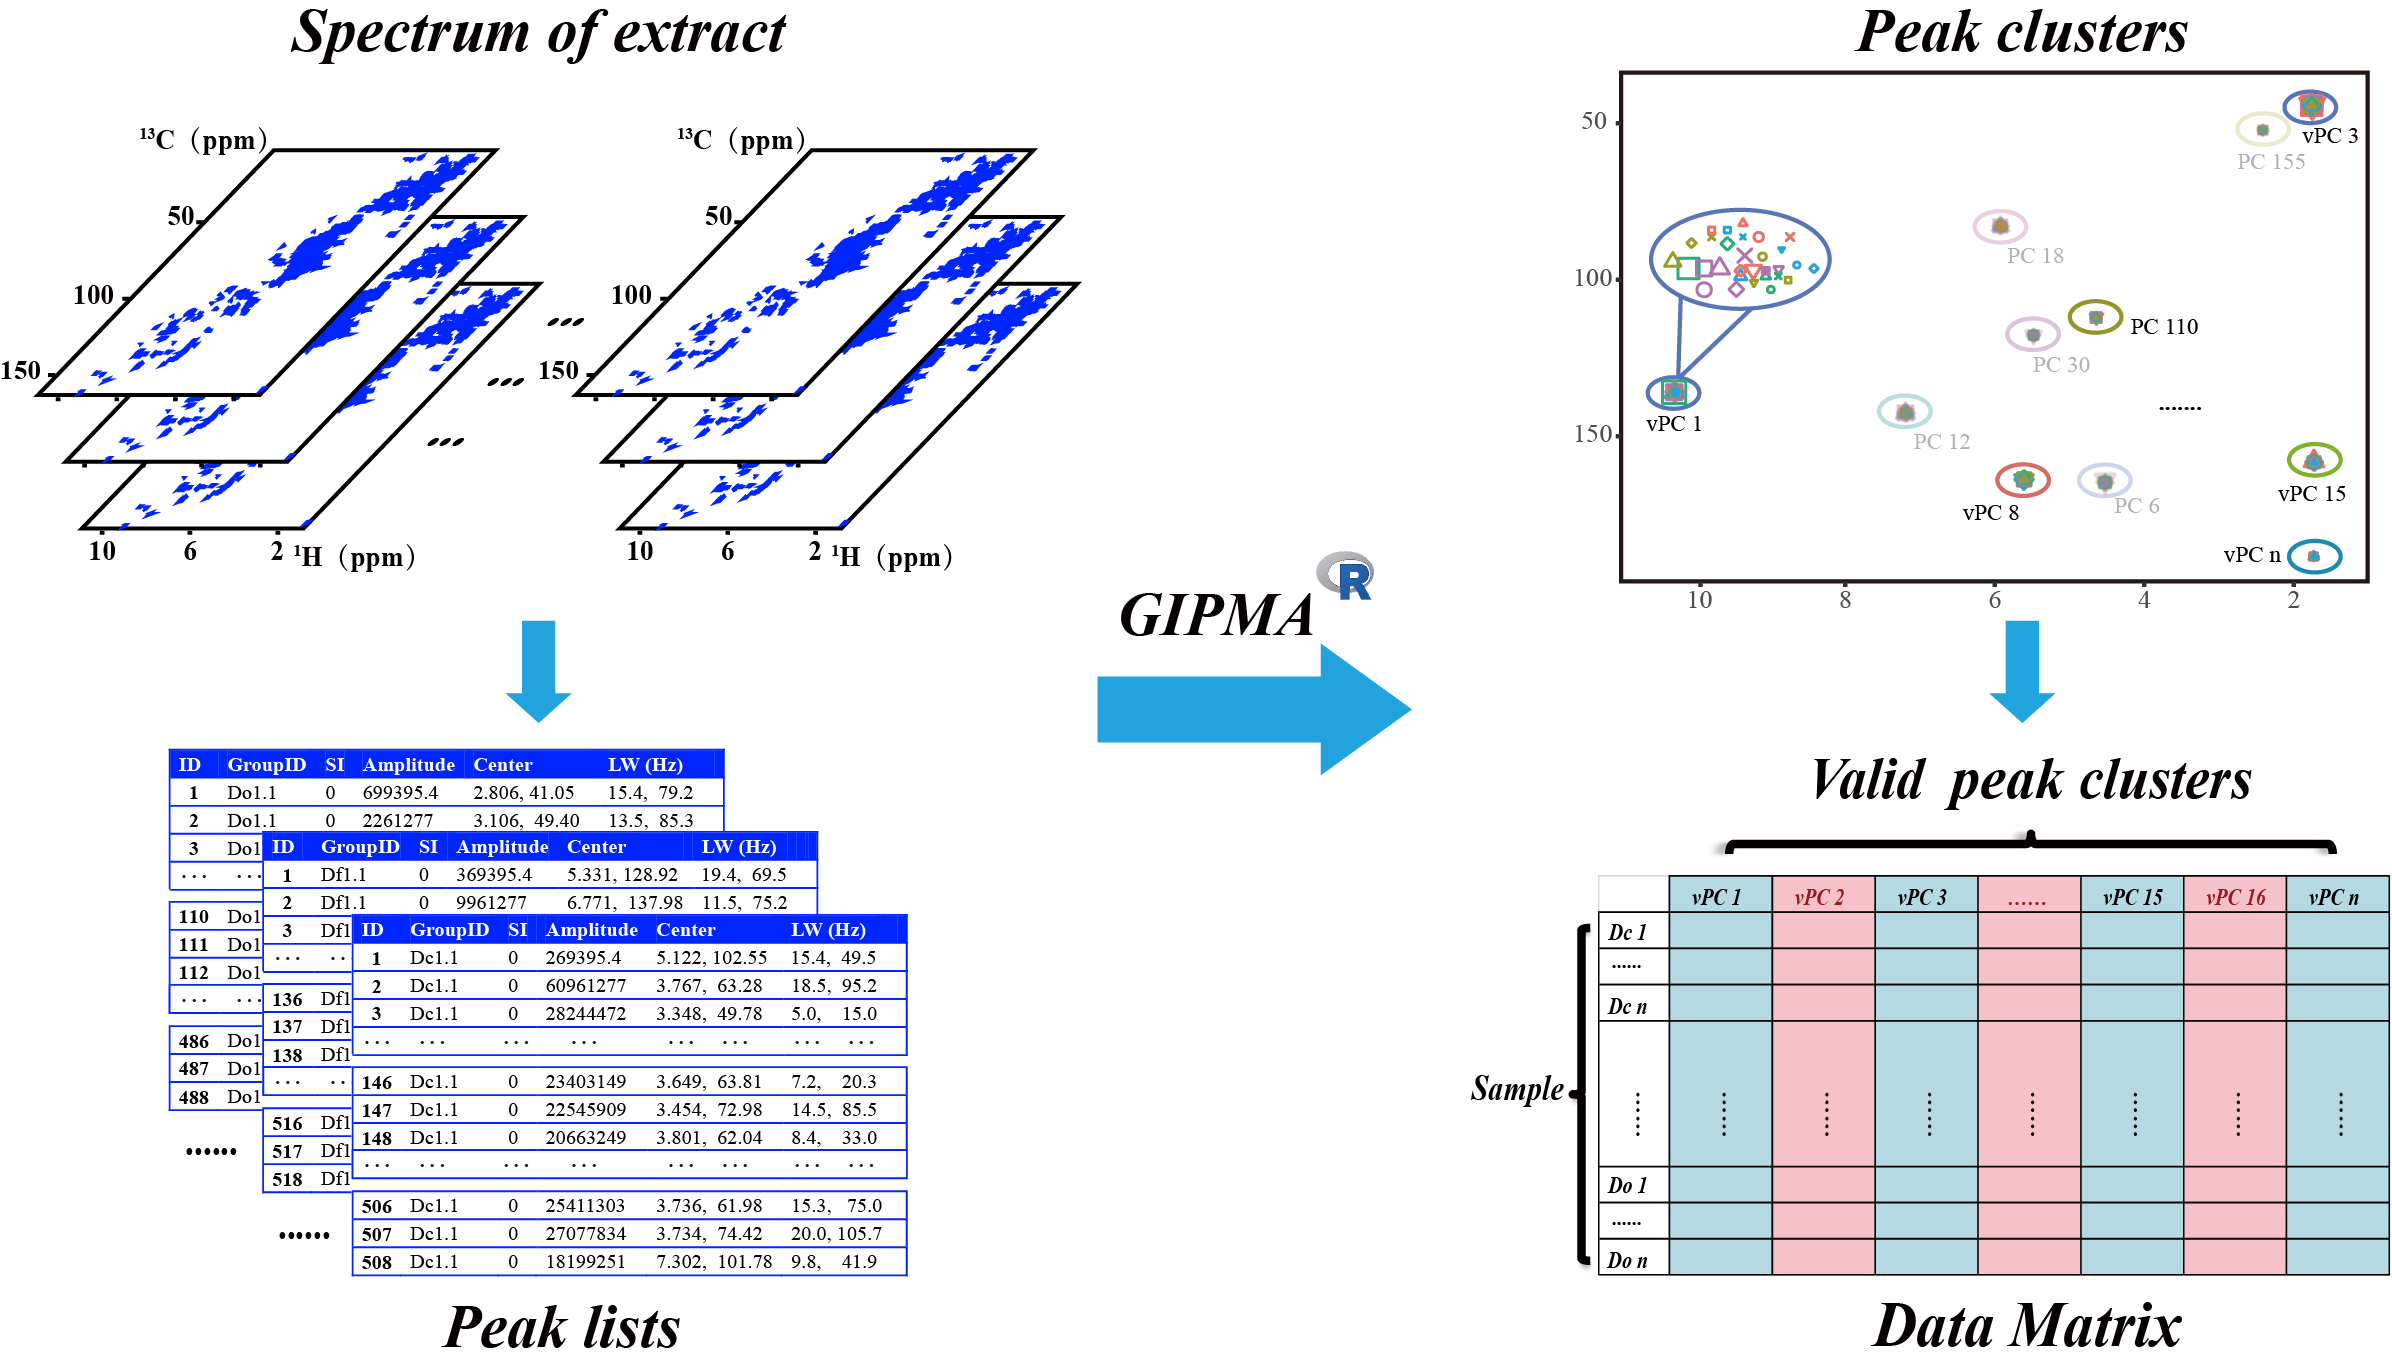 Spectrum of extract
¹³C（ppm）
50
100
150
10 6 2 ¹H（ppm）
¹³C（ppm）
50
100
150
10 6 2 ¹H（ppm）
ID GroupID SI Amplitude Center LW (Hz)
1 Do1.1 0 699395.4 2.806, 41.05 15.4, 79.2
2 Do1.1 0 2261277 3.106, 49.40 13.5, 85.3
3 Do1
... ...
110 Do1
111 Do1
112 Do1
... ...
486 Do1
487 Do1
488 Do1
......
ID GroupID SI Amplitude Center LW (Hz)
1 Df1.1 0 369395.4 5.331, 128.92 19.4, 69.5
2 Df1.1 0 9961277 6.771, 137.98 11.5, 75.2
3 Df1
... ..
136 Df1
137 Df1
138 Df1
... ..
516 Df1
517 Df1
518 Df1
......
ID GroupID SI Amplitude Center LW (Hz)
1 Dc1.1 0 269395.4 5.122, 102.55 15.4, 49.5
2 Dc1.1 0 60961277 3.767, 63.28 18.5, 95.2
3 Dc1.1 0 28244472 3.348, 49.78 5.0, 15.0
... ... ... ... ... ... ... ...
146 Dc1.1 0 23403149 3.649, 63.81 7.2, 20.3
147 Dc1.1 0 22545909 3.454, 72.98 14.5, 85.5
148 Dc1.1 0 20663249 3.801, 62.04 8.4, 33.0
... ... ... ... ... ... ... ...
506 Dc1.1 0 25411303 3.736, 61.98 15.3, 75.0
507 Dc1.1 0 27077834 3.734, 74.42 20.0, 105.7
508 Dc1.1 0 18199251 7.302, 101.78 9.8, 41.9
Peak lists
GIPMA
R
Peak clusters
50
100
150
10 8 6 4 2
vPC 3
PC 155
PC 18
PC 110
PC 30
vPC 1
.......
PC 12
vPC 15
vPC 8
PC 6
vPC n
Valid peak clusters
vPC 1 vPC 2 vPC 3 ...... vPC 15 vPC 16 vPC n
Dc 1
......
Dc n
Sample
Do 1
......
Do n
Data Matrix